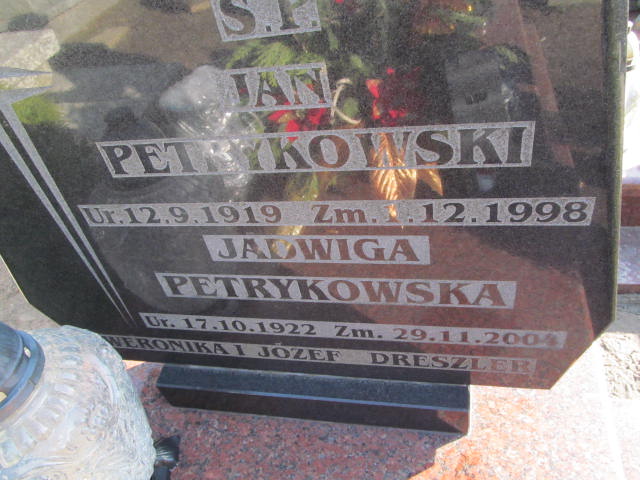 Ś.P.
JAN
PETRYKOWSKI
Ur.12.9.1919 Zm.1.12.1998
JADWIGA
PETRYKOWSKA
Ur. 17.10.1922 Zm. 29.11.2004
WERONIKA I JÓZEF DRESZLER